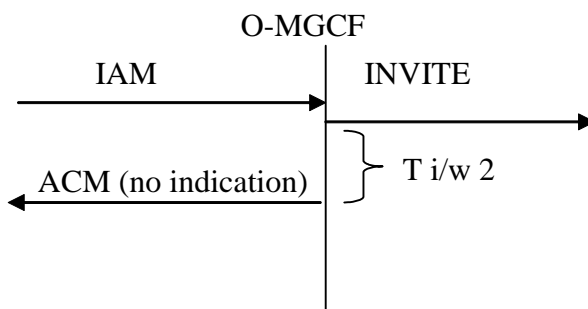 O-MGCF
IAM
INVITE
T i/w 2
ACM (no indication)